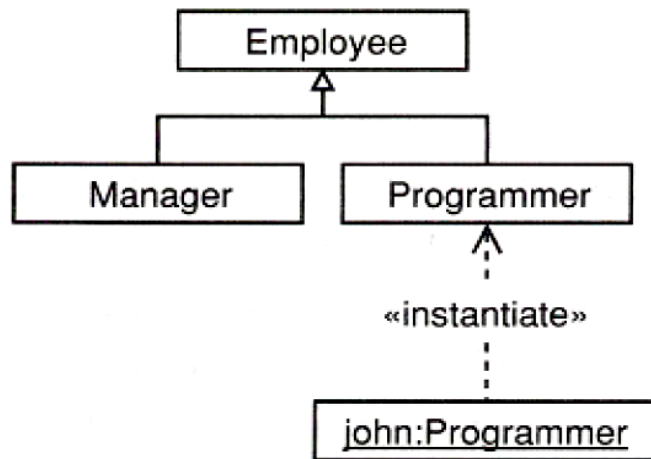 Employee
Manager
Programmer
«instantiate»
john:Programmer